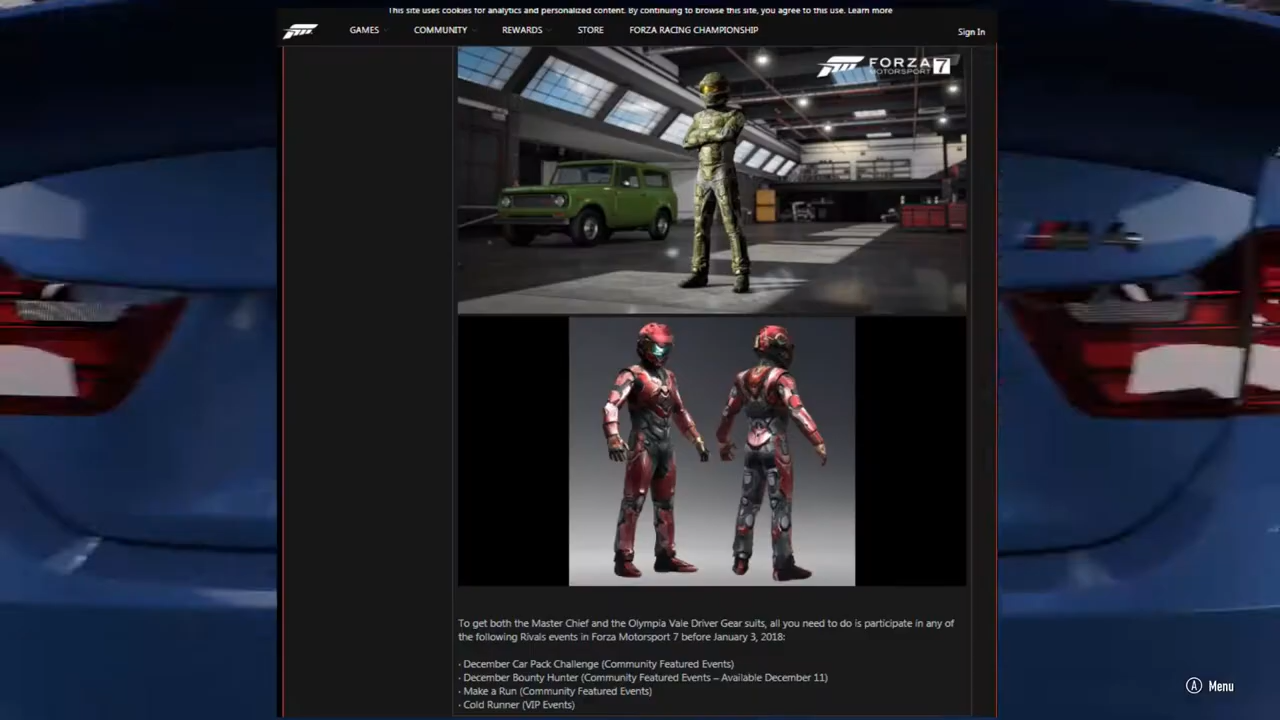 This site uses cookies for analytics and personalized content. By continuing to browse this site, you agree to this use. Learn more
GAMES COMMUNITY REWARDS STORE FORZA RACING CHAMPIONSHIP Sign In
FORZA
MOTORSPORT 7
To get both the Master Chief and the Olympia Vale Driver Gear suits, all you need to do is participate in any of
the following Rivals events in Forza Motorsport 7 before January 3, 2018:
· December Car Pack Challenge (Community Featured Events)
· December Bounty Hunter (Community Featured Events – Available December 11)
· Make a Run (Community Featured Events)
· Cold Runner (VIP Events)
A Menu